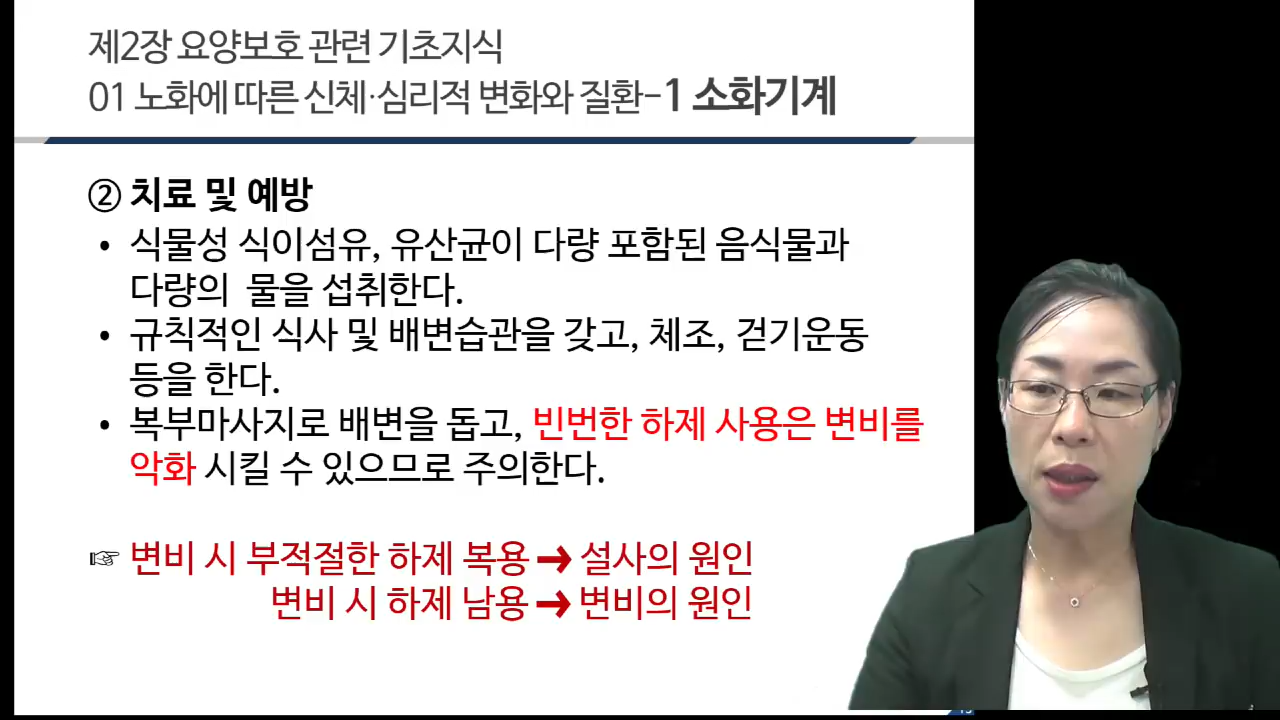 제2장 요양보호 관련 기초지식
01 노화에 따른 신체·심리적 변화와 질환-1 소화기계
② 치료 및 예방
• 식물성 식이섬유, 유산균이 다량 포함된 음식물과
다량의 물을 섭취한다.
• 규칙적인 식사 및 배변습관을 갖고, 체조, 걷기운동
등을 한다.
• 복부마사지로 배변을 돕고, 빈번한 하제 사용은 변비를
악화 시킬 수 있으므로 주의한다.
☞ 변비 시 부적절한 하제 복용 → 설사의 원인
변비 시 하제 남용 → 변비의 원인